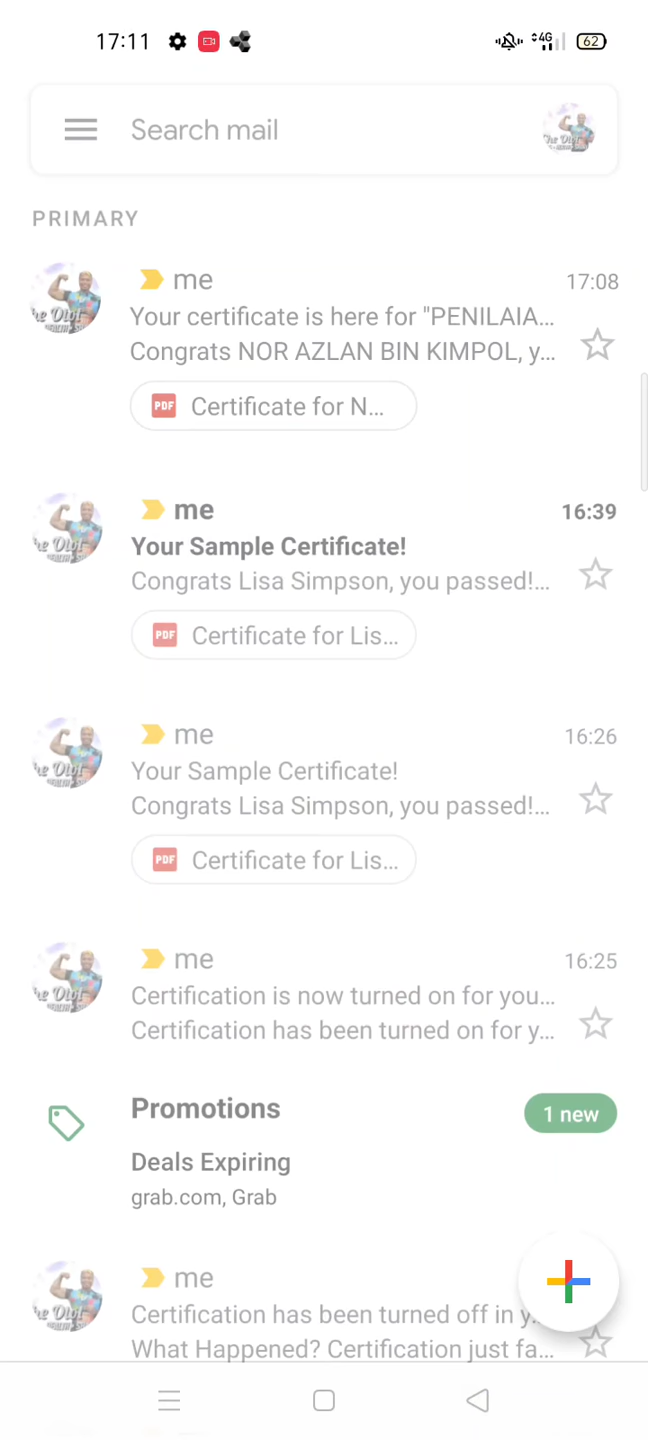 17:11
4G
62
Search mail
PRIMARY
me
17:08
Your certificate is here for "PENILAIA...
Congrats NOR AZLAN BIN KIMPOL, y...
PDF Certificate for N...
me
16:39
Your Sample Certificate!
Congrats Lisa Simpson, you passed!...
PDF Certificate for Lis...
me
16:26
Your Sample Certificate!
Congrats Lisa Simpson, you passed!...
PDF Certificate for Lis...
me
16:25
Certification is now turned on for you...
Certification has been turned on for y...
Promotions
1 new
Deals Expiring
grab.com, Grab
me
Certification has been turned off in y...
What Happened? Certification just fa...